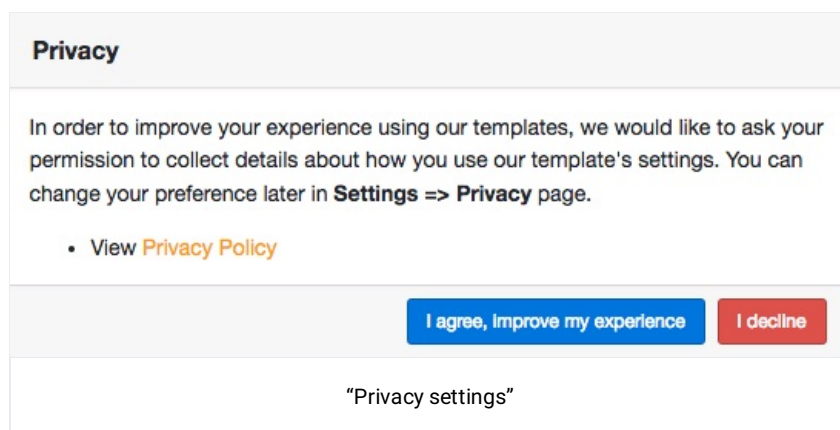 Privacy
In order to improve your experience using our templates, we would like to ask your
permission to collect details about how you use our template's settings. You can
change your preference later in Settings => Privacy page.
• View Privacy Policy
I agree, improve my experience
I decline
“Privacy settings”